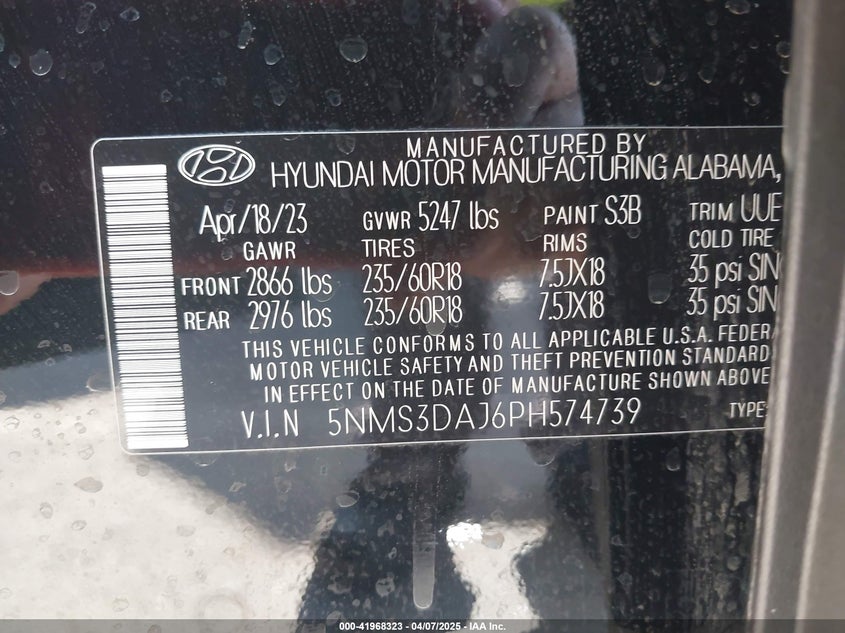 MANUFACTURED BY
HYUNDAI MOTOR MANUFACTURING ALABAMA,
Apr/18/23 GVWR 5247 lbs PAINT S3B TRIM UUE
GAWR TIRES RIMS COLD TIRE
FRONT 2866 lbs 235/60R18 7.5JX18 35 psi SIN
REAR 2976 lbs 235/60R18 7.5JX18 35 psi SIN
THIS VEHICLE CONFORMS TO ALL APPLICABLE U.S.A. FEDERA
MOTOR VEHICLE SAFETY AND THEFT PREVENTION STANDARD
IN EFFECT ON THE DATE OF MANUFACTURE SHOWN ABOVE
V.I.N 5NMS3DAJ6PH574739 TYPE:
000-41968323 - 04/07/2025 - IAA Inc.